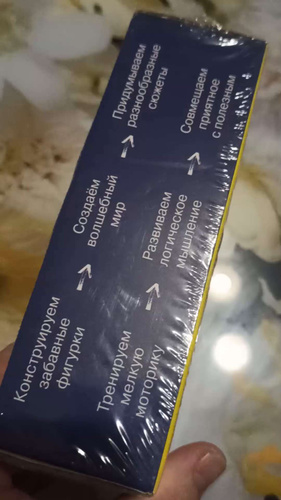 Конструируем
забавные
фигурки
=>
Создаём
волшебный
мир
=>
Придумываем
разнообразные
сюжеты
Тренируем
мелкую
моторику
=>
Развиваем
логическое
мышление
=>
Совмещаем
приятное
с полезным